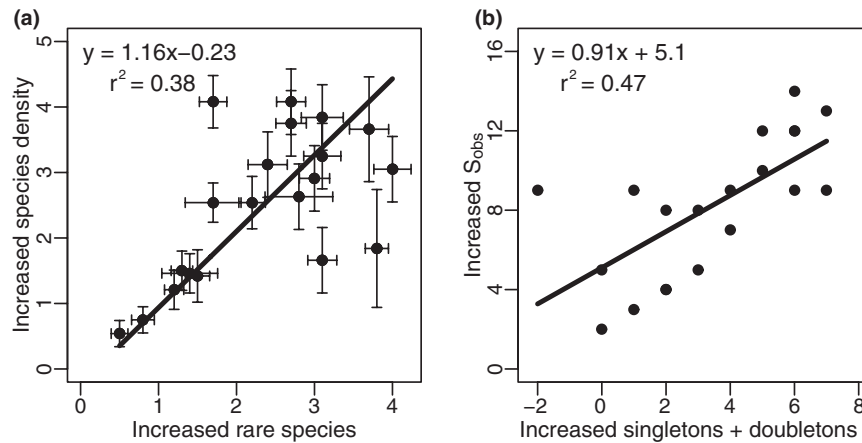 (a)
y = 1.16x−0.23
r² = 0.38
Increased species density
5
4
3
2
1
0
0 1 2 3 4
Increased rare species
(b)
y = 0.91x + 5.1
r² = 0.47
Increased Sobs
16
12
8
4
0
−2 0 2 4 6 8
Increased singletons + doubletons